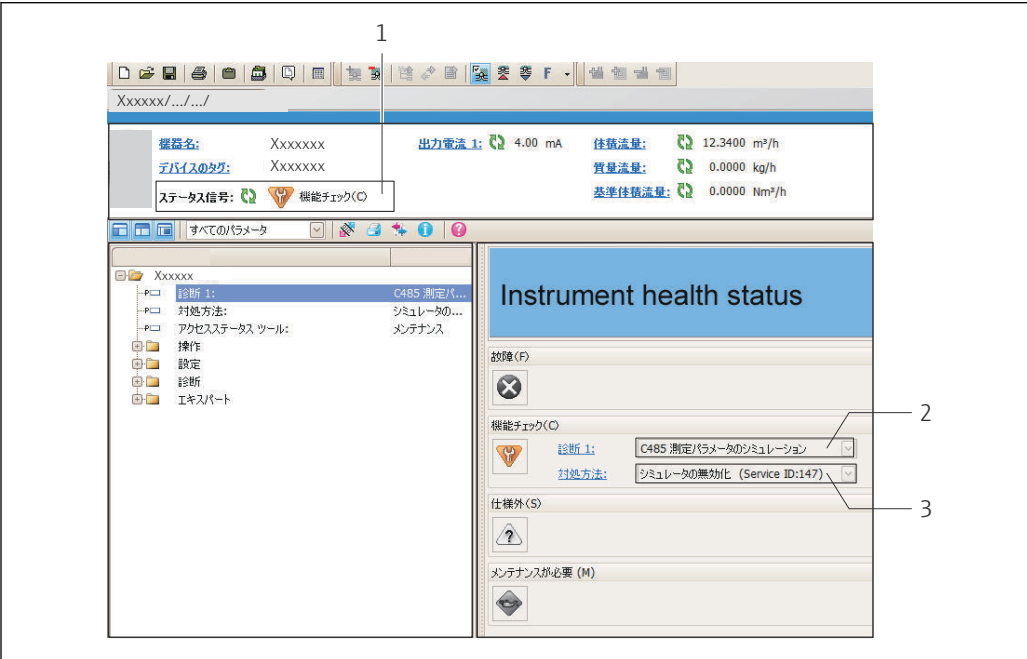 1
F
Xxxxxx/.../.../
機器名: Xxxxxxx 出力電流 1: 4.00 mA 体積流量: 12.3400 m³/h
デバイスのタグ: Xxxxxxx 質量流量: 0.0000 kg/h
ステータス信号: 機能チェック(C) 基準体積流量: 0.0000 Nm³/h
すべてのパラメータ
Xxxxxx
診断 1: C485 測定パ...
対処方法: シミュレータの...
アクセスステータス ツール: メンテナンス
操作
設定
診断
エキスパート
Instrument health status
故障(F)
機能チェック(C)
診断 1: C485 測定パラメータのシミュレーション 2
対処方法: シミュレータの無効化 (Service ID:147) 3
仕様外(S)
?
メンテナンスが必要 (M)